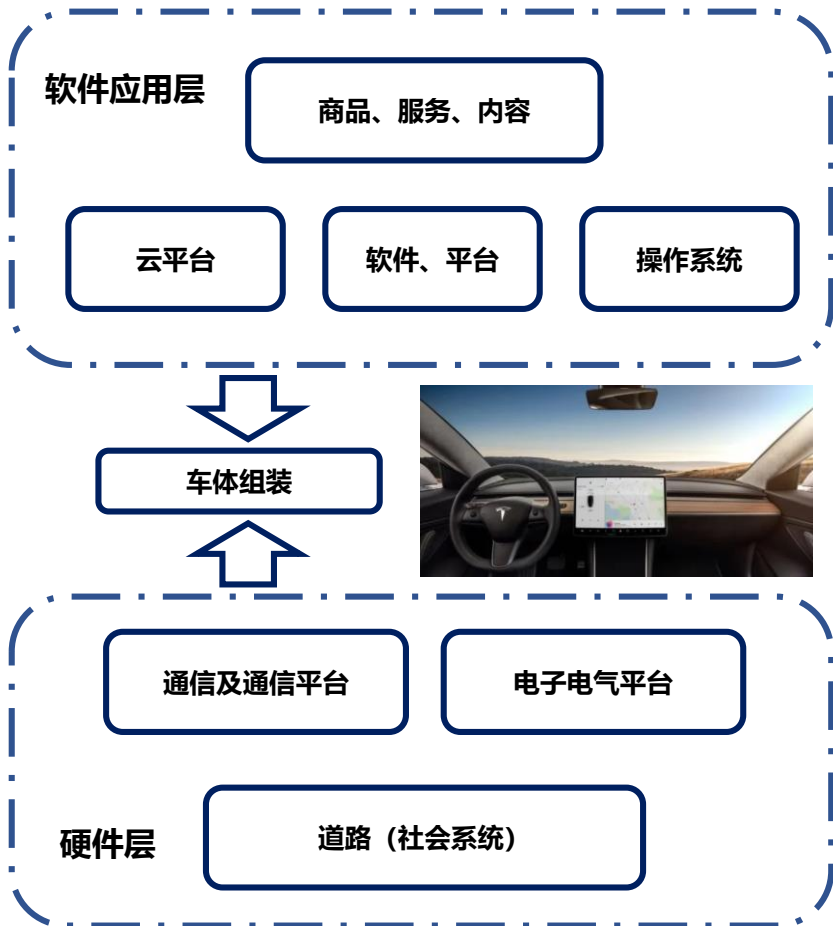 软件应用层
商品、服务、内容
云平台
软件、平台
操作系统
车体组装
通信及通信平台
电子电气平台
硬件层
道路（社会系统）